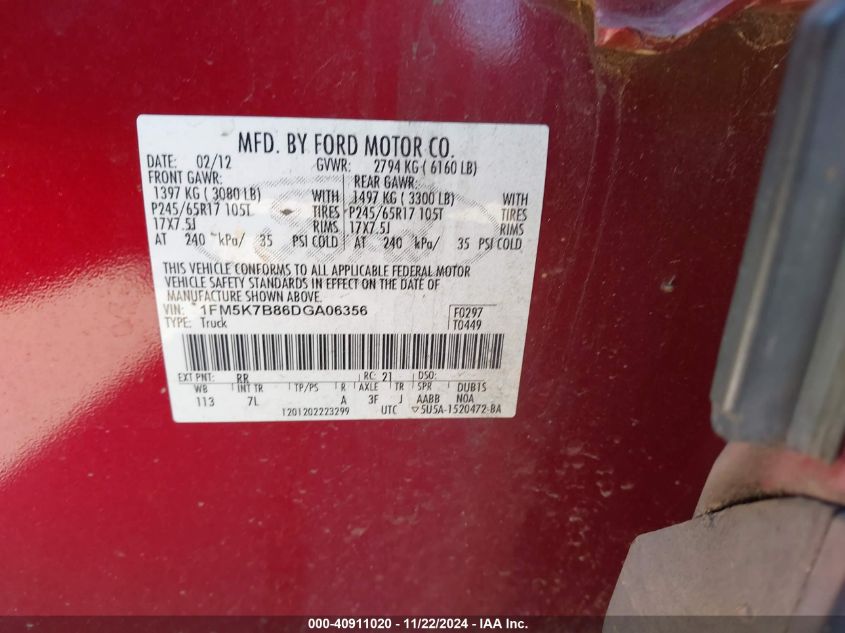 MFD. BY FORD MOTOR CO.
DATE: 02/12 GVWR: 2794 KG ( 6160 LB)
FRONT GAWR: REAR GAWR:
1397 KG ( 3080 LB) WITH 1497 KG ( 3300 LB) WITH
P245/65R17 105T TIRES P245/65R17 105T TIRES
17X7.5J RIMS 17X7.5J RIMS
AT 240 kPa/ 35 PSI COLD AT 240 kPa/ 35 PSI COLD
THIS VEHICLE CONFORMS TO ALL APPLICABLE FEDERAL MOTOR
VEHICLE SAFETY STANDARDS IN EFFECT ON THE DATE OF
MANUFACTURE SHOWN ABOVE.
VIN: 1FM5K7B86DGA06356 F0297
TYPE: Truck T0449
EXT PNT: RR RC: 21 DSO:
WB INT TR TP/PS R AXLE TR SPR DUBTS
113 7L A 3F J AABB N0A
1201202223299 UTC ▽5U5A-1520472-BA
000-40911020 - 11/22/2024 - IAA Inc.